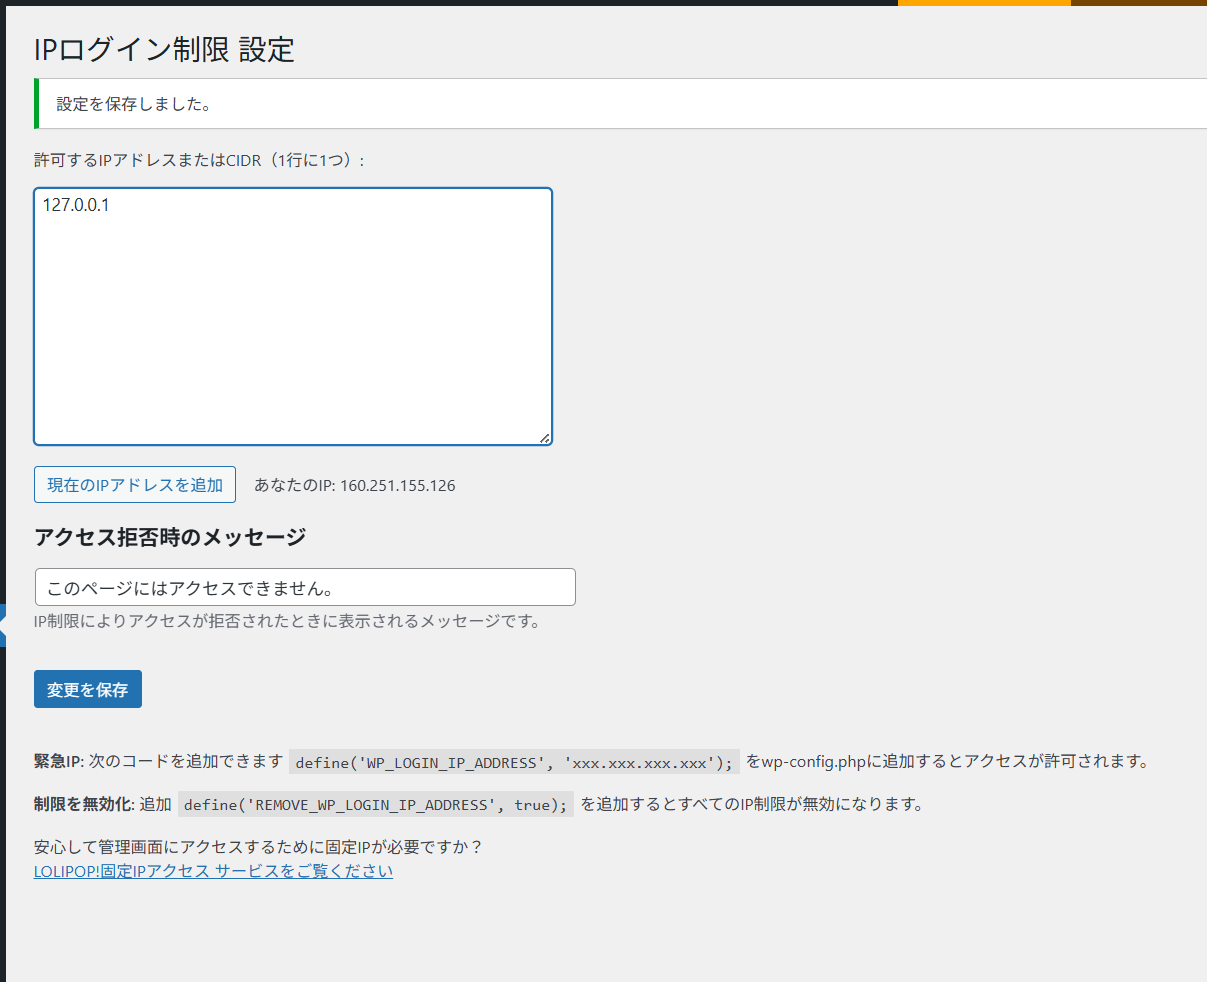 IPログイン制限 設定
設定を保存しました。
許可するIPアドレスまたはCIDR（1行に1つ）:
127.0.0.1
現在のIPアドレスを追加 あなたのIP: 160.251.155.126
アクセス拒否時のメッセージ
このページにはアクセスできません。
IP制限によりアクセスが拒否されたときに表示されるメッセージです。
変更を保存
緊急IP: 次のコードを追加できます define('WP_LOGIN_IP_ADDRESS', 'xxx.xxx.xxx.xxx'); をwp-config.phpに追加するとアクセスが許可されます。
制限を無効化: 追加 define('REMOVE_WP_LOGIN_IP_ADDRESS', true); を追加するとすべてのIP制限が無効になります。
安心して管理画面にアクセスするために固定IPが必要ですか？
LOLIPOP!固定IPアクセス サービスをご覧ください